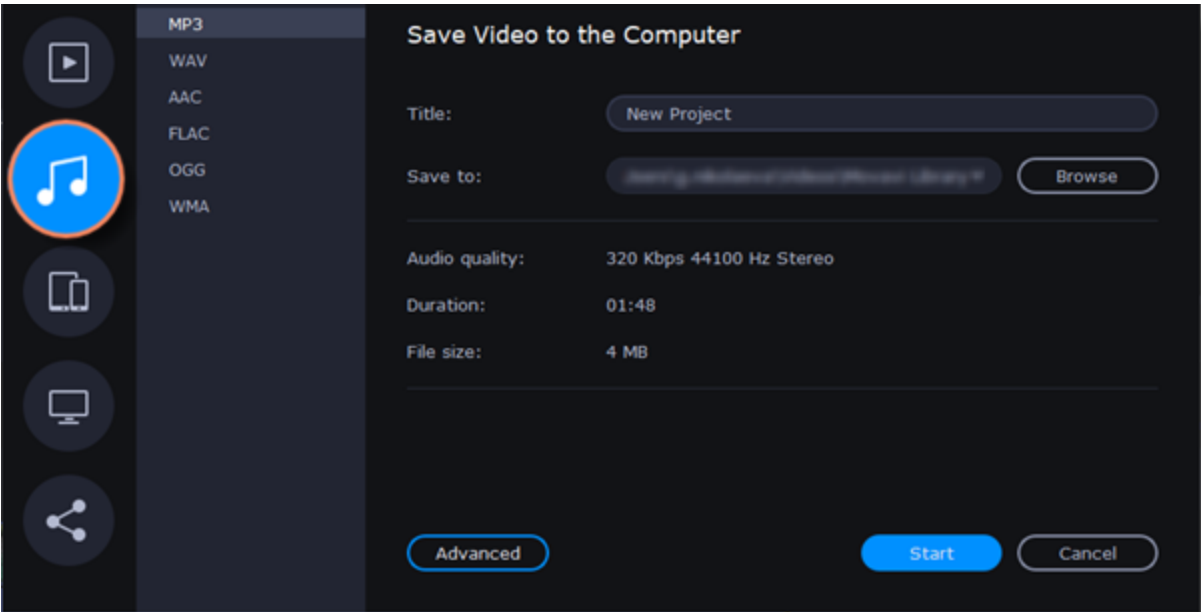 MP3
WAV
AAC
FLAC
OGG
WMA
Save Video to the Computer
Title: New Project
Save to: Browse
Audio quality: 320 Kbps 44100 Hz Stereo
Duration: 01:48
File size: 4 MB
Advanced Start Cancel